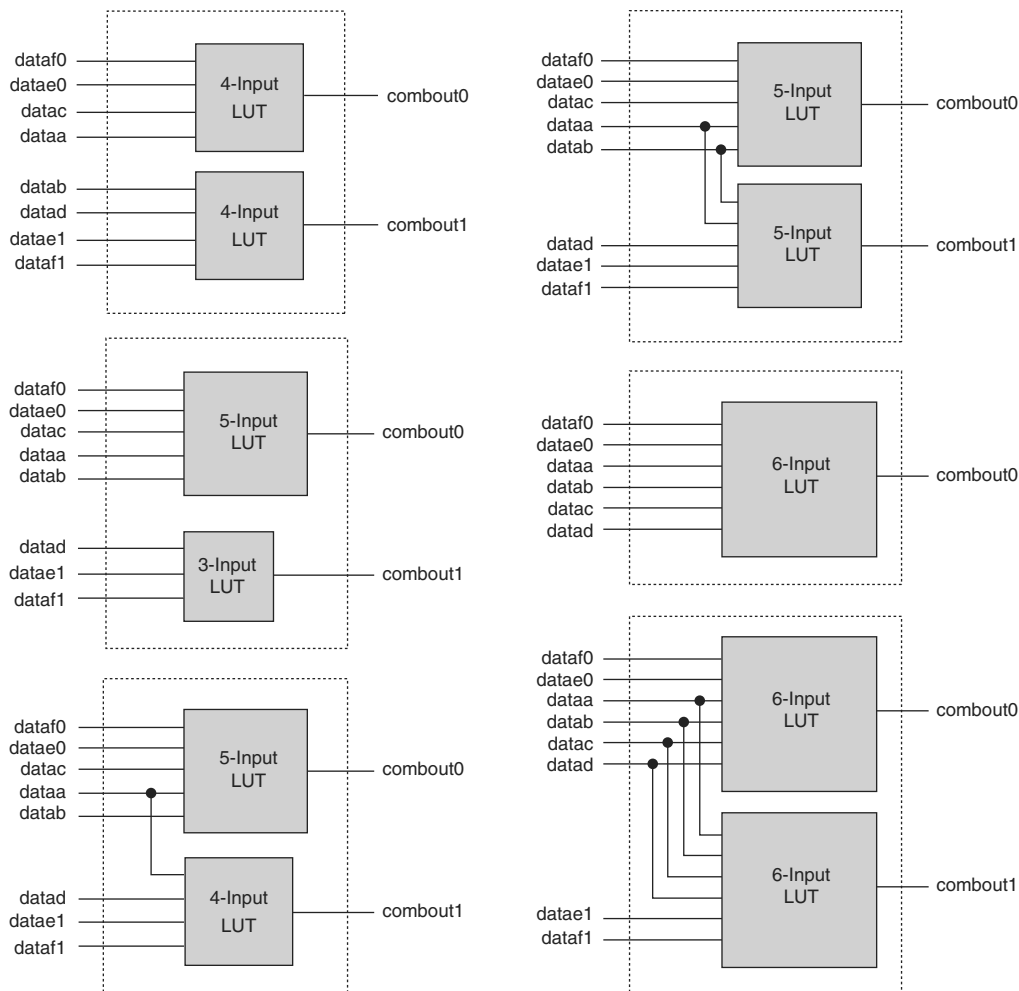 dataf0
datae0
datac
dataa
4-Input
LUT
combout0
datab
datad
datae1
dataf1
4-Input
LUT
combout1
dataf0
datae0
datac
dataa
datab
5-Input
LUT
combout0
datad
datae1
dataf1
3-Input
LUT
combout1
dataf0
datae0
datac
dataa
datab
5-Input
LUT
combout0
datad
datae1
dataf1
4-Input
LUT
combout1
dataf0
datae0
datac
dataa
datab
5-Input
LUT
combout0
datad
datae1
dataf1
5-Input
LUT
combout1
dataf0
datae0
dataa
datab
datac
datad
6-Input
LUT
combout0
dataf0
datae0
dataa
datab
datac
datad
6-Input
LUT
combout0
datae1
dataf1
6-Input
LUT
combout1